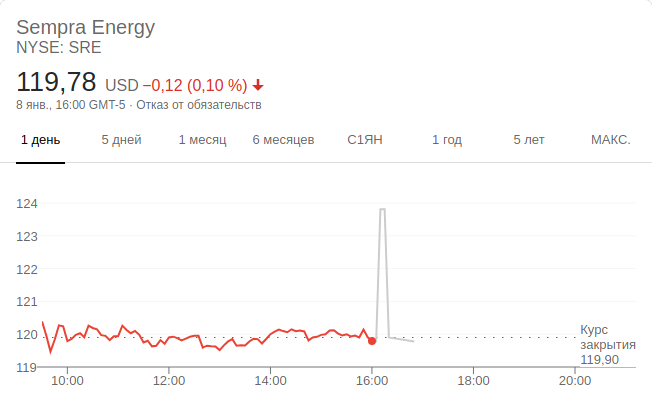 Sempra Energy
NYSE: SRE
119,78 USD −0,12 (0,10 %)
8 янв., 16:00 GMT-5 · Отказ от обязательств
1 день 5 дней 1 месяц 6 месяцев С1ЯН 1 год 5 лет МАКС.
124
123
122
121
120
119
Курс
закрытия
119,90
10:00 12:00 14:00 16:00 18:00 20:00